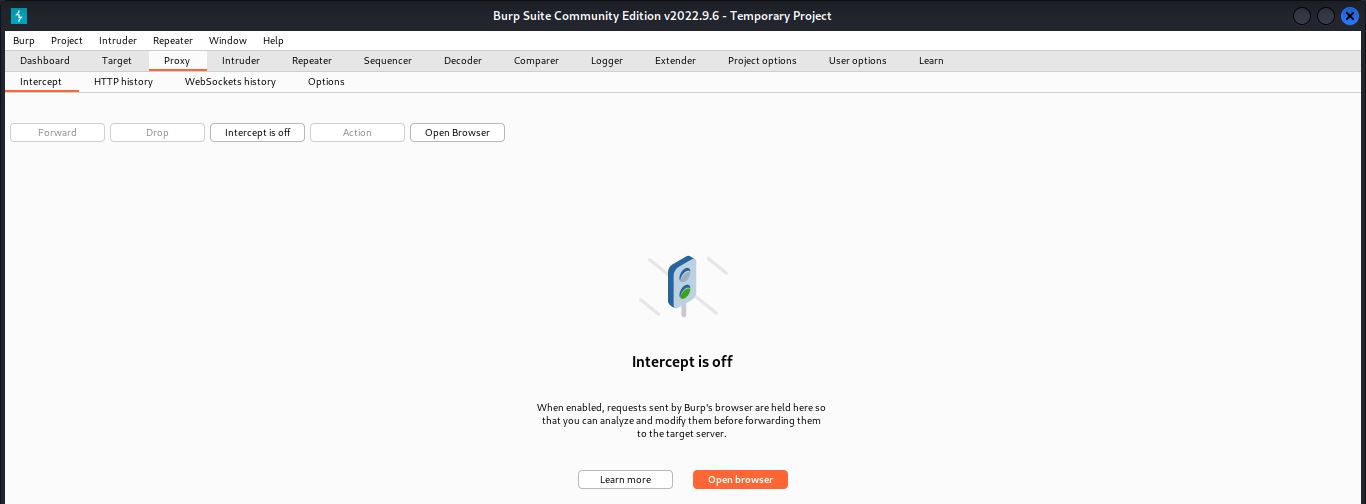 Burp Suite Community Edition v2022.9.6 - Temporary Project
Burp Project Intruder Repeater Window Help
Dashboard Target Proxy Intruder Repeater Sequencer Decoder Comparer Logger Extender Project options User options Learn
Intercept HTTP history WebSockets history Options
Forward Drop Intercept is off Action Open Browser
Intercept is off
When enabled, requests sent by Burp's browser are held here so
that you can analyze and modify them before forwarding them
to the target server.
Learn more Open browser